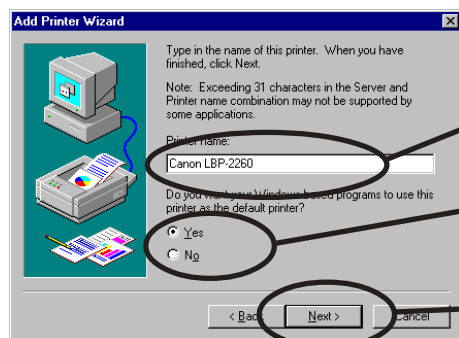 Add Printer Wizard
Type in the name of this printer. When you have
finished, click Next.
Note: Exceeding 31 characters in the Server and
Printer name combination may not be supported by
some applications.
Printer name:
Canon LBP-2260
Do you want your Windows-based programs to use this
printer as the default printer?
Yes
No
< Back
Next >
Cancel